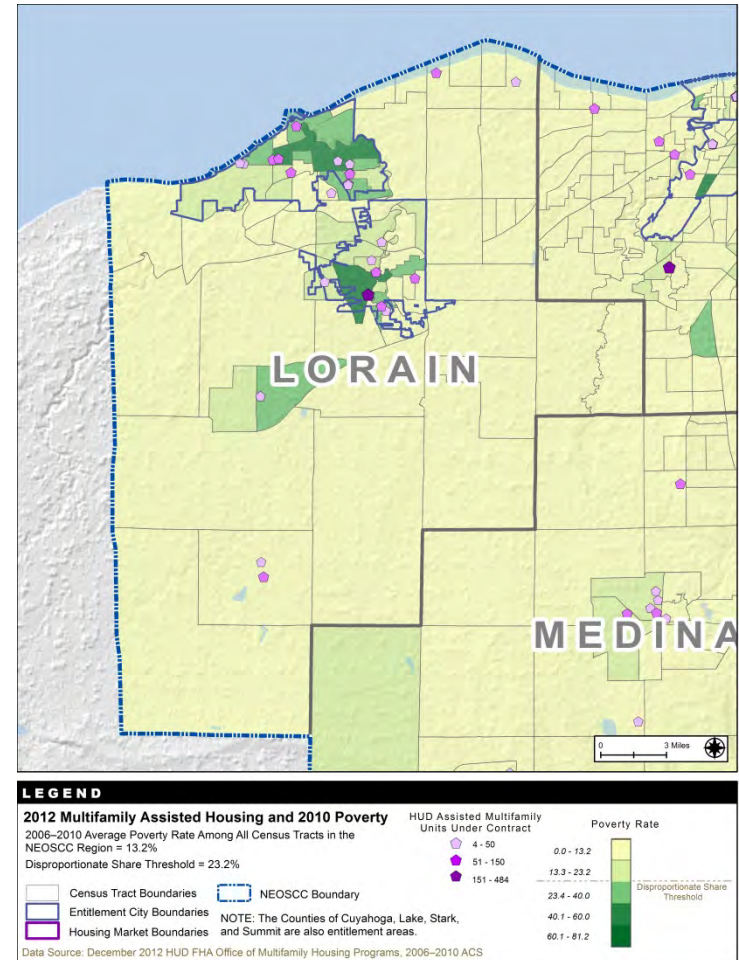 LORAIN
MEDINA
0 3 Miles
LEGEND
2012 Multifamily Assisted Housing and 2010 Poverty
2006–2010 Average Poverty Rate Among All Census Tracts in the
NEOSCC Region = 13.2%
Disproportionate Share Threshold = 23.2%
Census Tract Boundaries
NEOSCC Boundary
Entitlement City Boundaries
Housing Market Boundaries
NOTE: The Counties of Cuyahoga, Lake, Stark,
and Summit are also entitlement areas.
HUD Assisted Multifamily
Units Under Contract
4 - 50
51 - 150
151 - 484
Poverty Rate
0.0 - 13.2
13.3 - 23.2
Disproportionate Share
Threshold
23.4 - 40.0
40.1 - 60.0
60.1 - 81.2
Data Source: December 2012 HUD FHA Office of Multifamily Housing Programs, 2006–2010 ACS